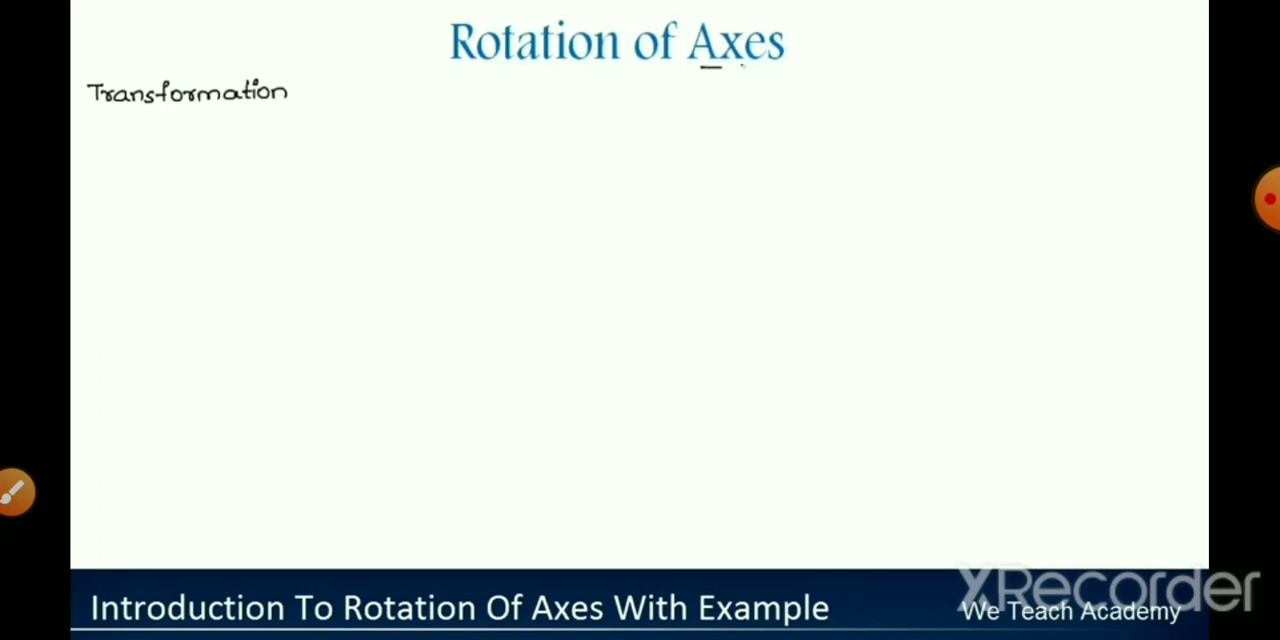 Rotation of Axes
Transformation
Introduction To Rotation Of Axes With Example
XRecorder
We Teach Academy